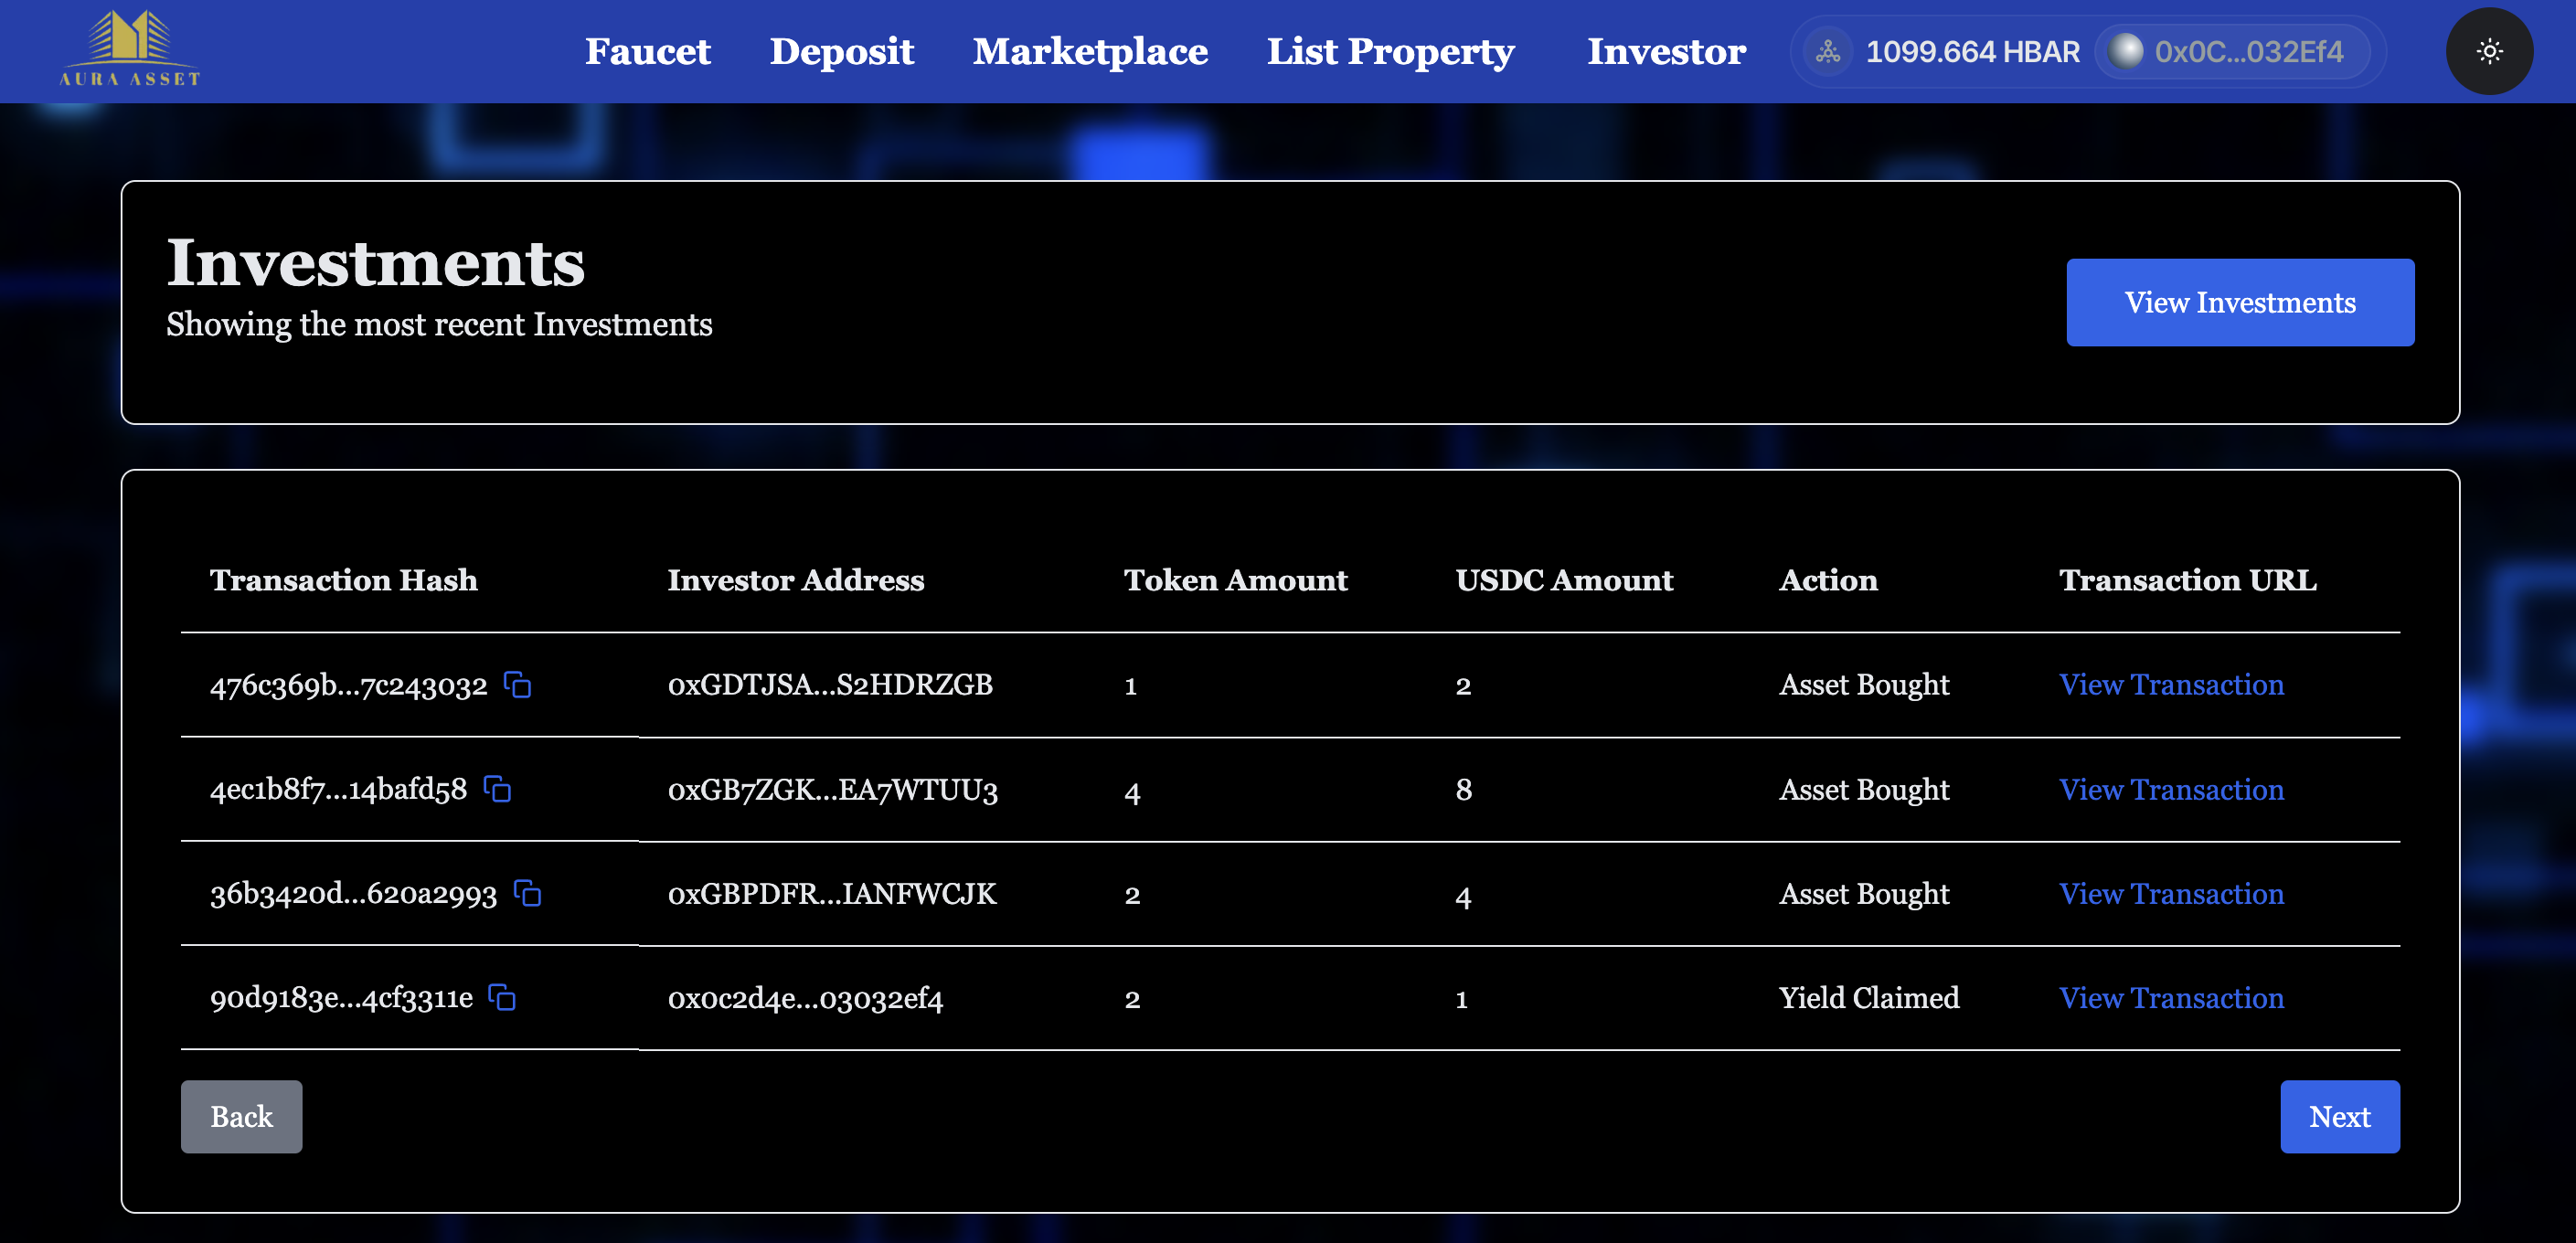 AURA ASSET
Faucet Deposit Marketplace List Property Investor 1099.664 HBAR 0x0C...032Ef4
Investments
Showing the most recent Investments
View Investments
Transaction Hash Investor Address Token Amount USDC Amount Action Transaction URL
476c369b...7c243032 0xGDTJSA...S2HDRZGB 1 2 Asset Bought View Transaction
4ec1b8f7...14bafd58 0xGB7ZGK...EA7WTUU3 4 8 Asset Bought View Transaction
36b3420d...620a2993 0xGBPDFR...IANFWCJK 2 4 Asset Bought View Transaction
90d9183e...4cf3311e 0x0c2d4e...03032ef4 2 1 Yield Claimed View Transaction
Back Next